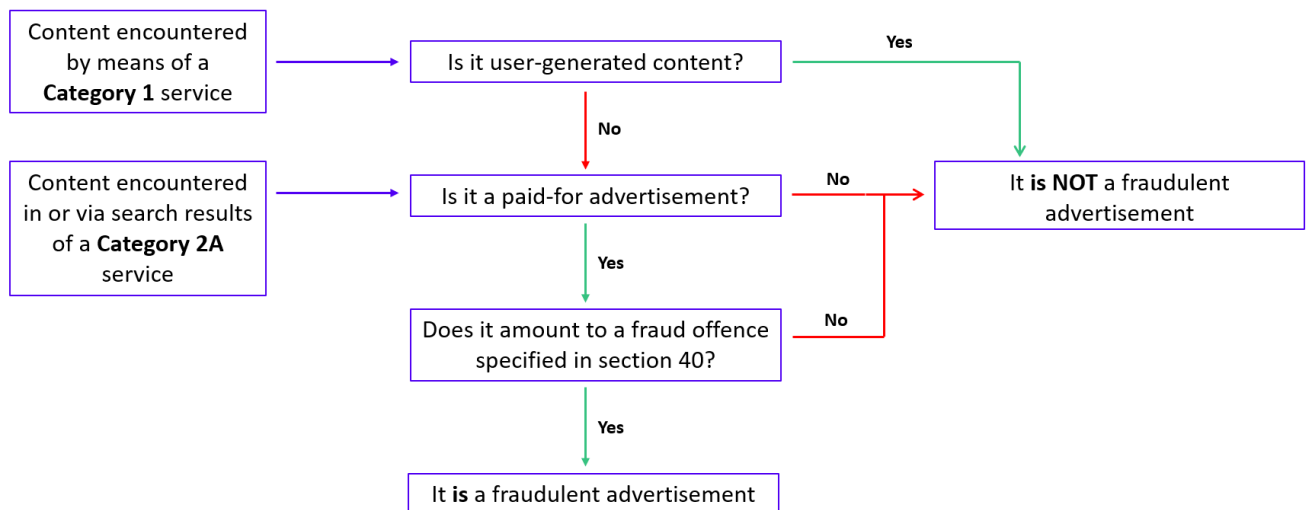 Content encountered
by means of a
Category 1 service
Is it user-generated content?
Yes
No
Content encountered
in or via search results
of a Category 2A
service
Is it a paid-for advertisement?
No
It is NOT a fraudulent
advertisement
Yes
Does it amount to a fraud offence
specified in section 40?
No
Yes
It is a fraudulent advertisement